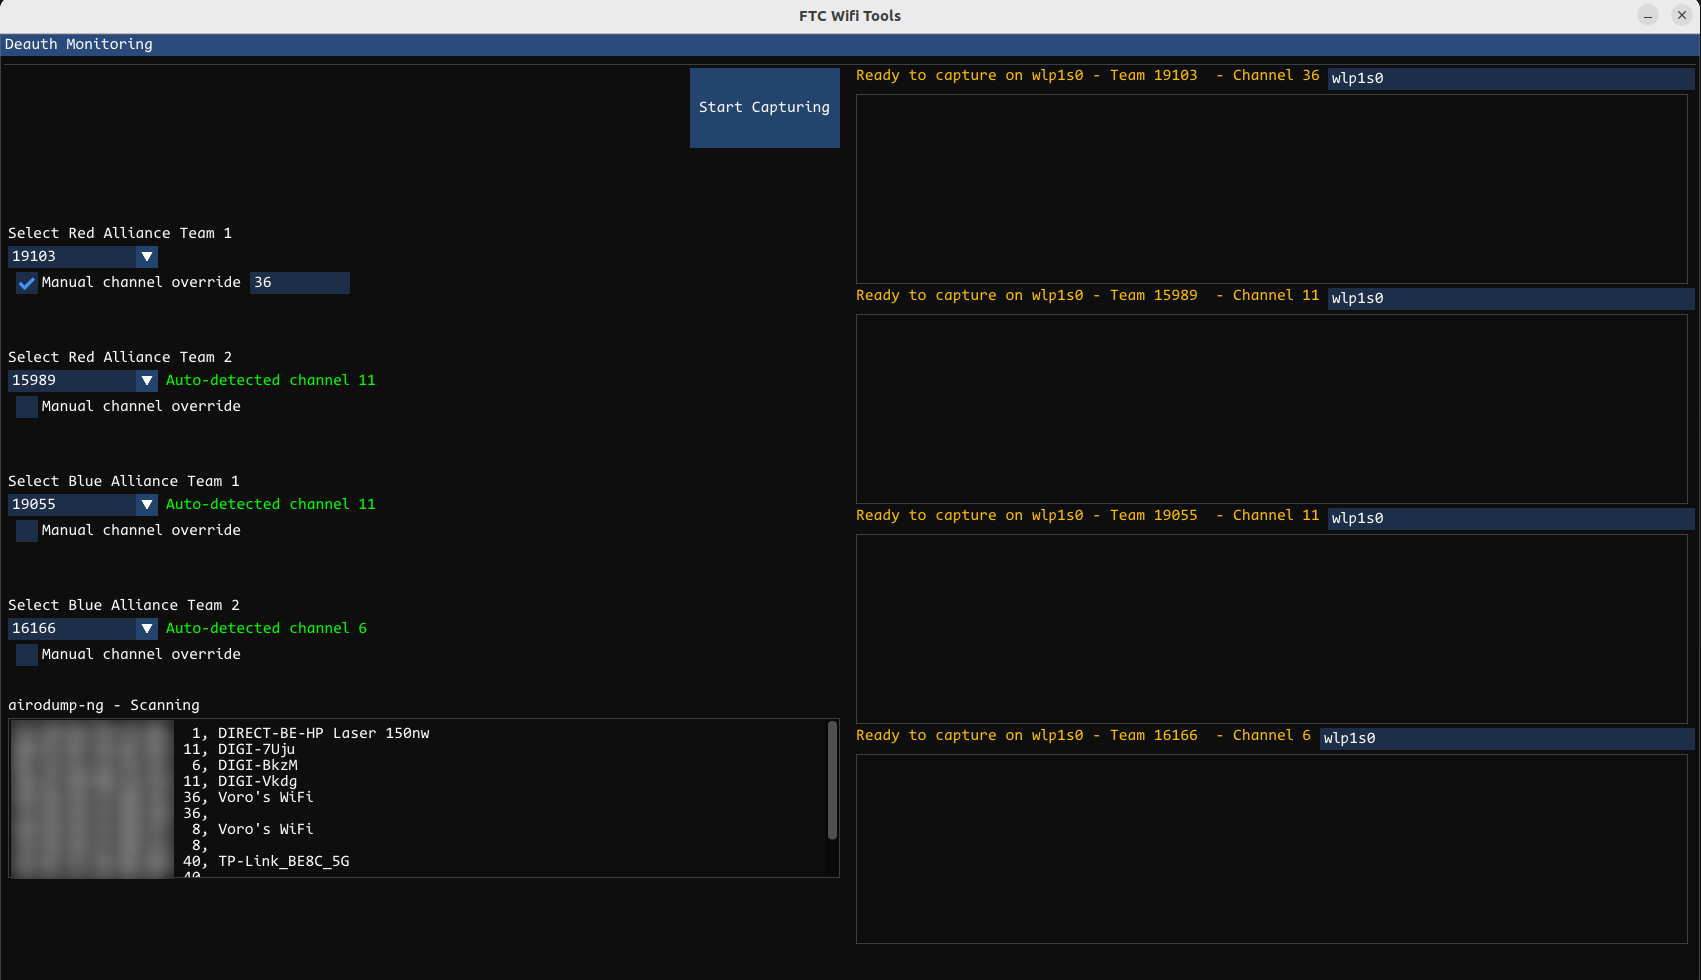 FTC Wifi Tools
Deauth Monitoring
Start Capturing
Select Red Alliance Team 1
19103
Manual channel override 36
Select Red Alliance Team 2
15989 Auto-detected channel 11
Manual channel override
Select Blue Alliance Team 1
19055 Auto-detected channel 11
Manual channel override
Select Blue Alliance Team 2
16166 Auto-detected channel 6
Manual channel override
airodump-ng - Scanning
1, DIRECT-BE-HP Laser 150nw
11, DIGI-7Uju
6, DIGI-BkzM
11, DIGI-Vkdg
36, Voro's WiFi
36,
8, Voro's WiFi
8,
40, TP-Link_BE8C_5G
40
Ready to capture on wlp1s0 - Team 19103 - Channel 36 wlp1s0
Ready to capture on wlp1s0 - Team 15989 - Channel 11 wlp1s0
Ready to capture on wlp1s0 - Team 19055 - Channel 11 wlp1s0
Ready to capture on wlp1s0 - Team 16166 - Channel 6 wlp1s0